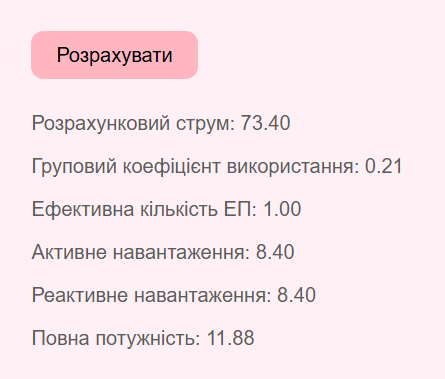 Розрахувати
Розрахунковий струм: 73.40
Груповий коефіцієнт використання: 0.21
Ефективна кількість ЕП: 1.00
Активне навантаження: 8.40
Реактивне навантаження: 8.40
Повна потужність: 11.88